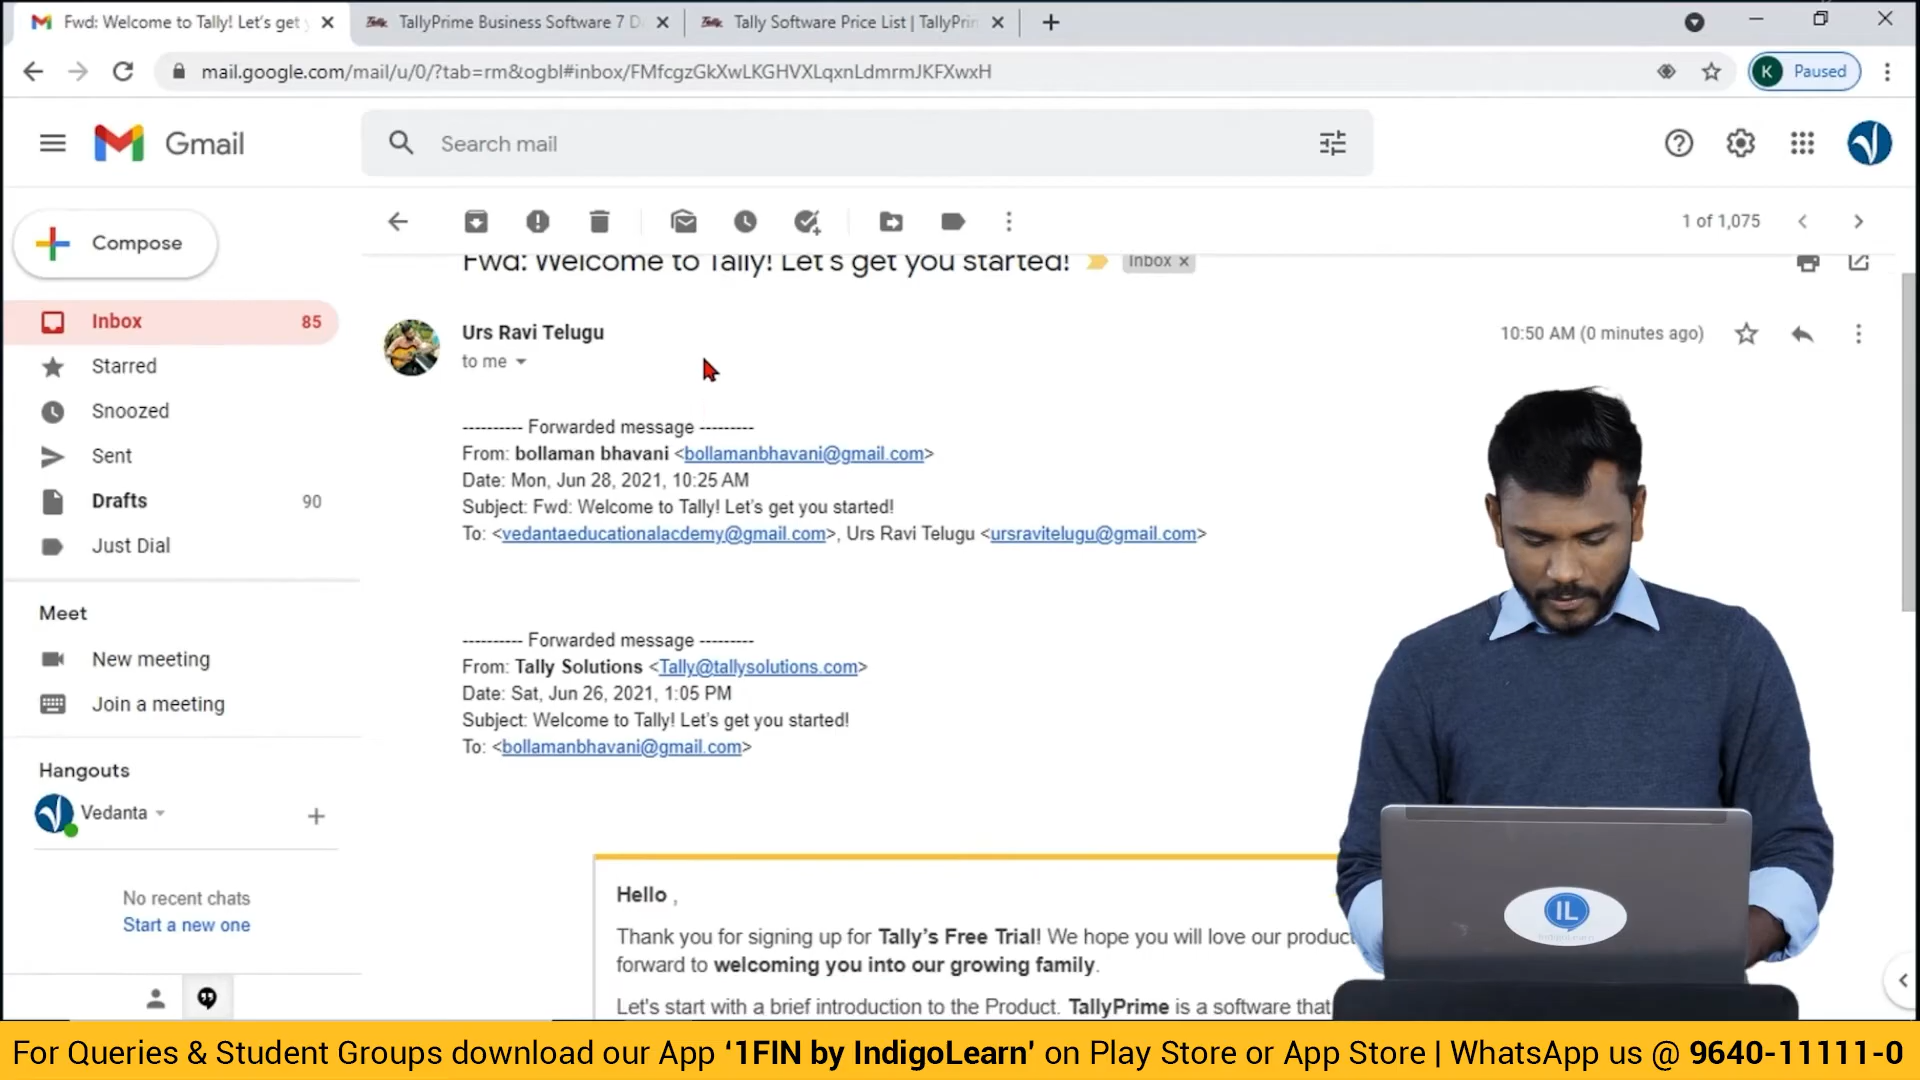 Fwd: Welcome to Tally! Let's get
TallyPrime Business Software 7 D
Tally Software Price List | TallyPrim
mail.google.com/mail/u/0/?tab=rm&ogbl#inbox/FMfcgzGkXwLKGHVXLqxnLdmrmJKFXwxH
K Paused
Gmail
Search mail
Compose
1 of 1,075
Fwd: Welcome to Tally! Let's get you started!
Inbox ×
Inbox 85
Starred
Snoozed
Sent
Drafts 90
Just Dial
Meet
New meeting
Join a meeting
Hangouts
Vedanta
No recent chats
Start a new one
Urs Ravi Telugu
to me
10:50 AM (0 minutes ago)
---------- Forwarded message ---------
From: bollaman bhavani <bollamanbhavani@gmail.com>
Date: Mon, Jun 28, 2021, 10:25 AM
Subject: Fwd: Welcome to Tally! Let's get you started!
To: <vedantaeducationalacdemy@gmail.com>, Urs Ravi Telugu <ursravitelugu@gmail.com>
---------- Forwarded message ---------
From: Tally Solutions <Tally@tallysolutions.com>
Date: Sat, Jun 26, 2021, 1:05 PM
Subject: Welcome to Tally! Let's get you started!
To: <bollamanbhavani@gmail.com>
Hello ,
Thank you for signing up for Tally's Free Trial! We hope you will love our product
forward to welcoming you into our growing family.
Let's start with a brief introduction to the Product. TallyPrime is a software that
IL
IndigoLearn
For Queries & Student Groups download our App '1FIN by IndigoLearn' on Play Store or App Store | WhatsApp us @ 9640-11111-0